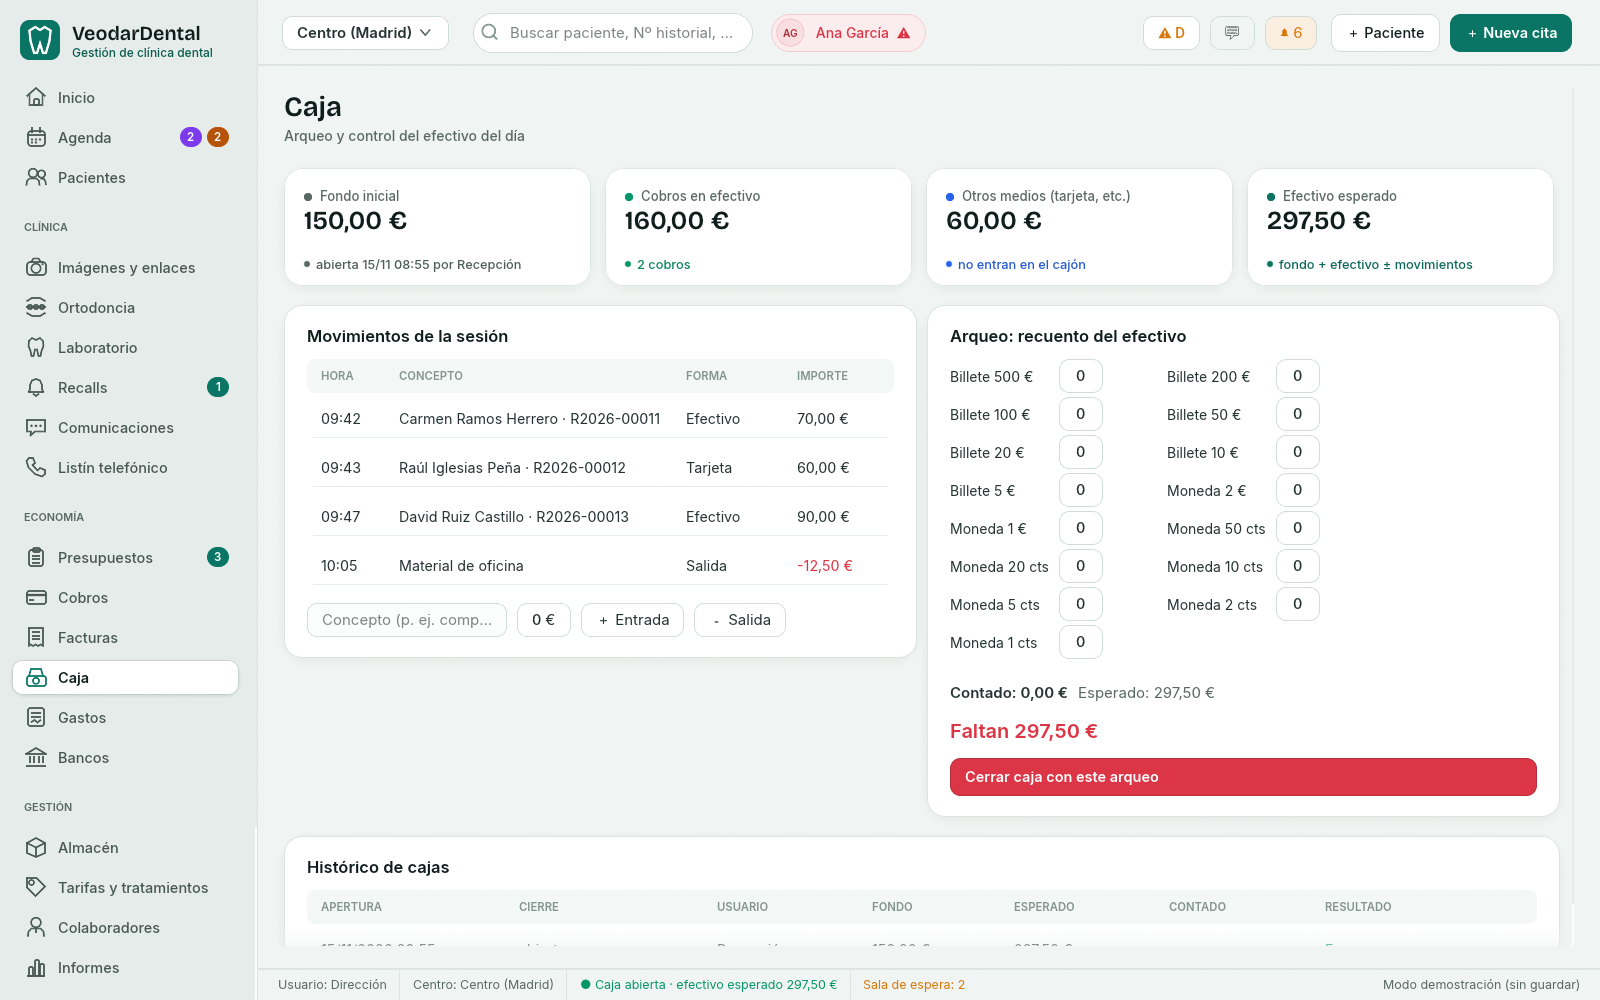 VeodarDental
Gestión de clínica dental
Centro (Madrid)
Buscar paciente, Nº historial, ...
AG Ana García
D
6
+ Paciente
+ Nueva cita
Inicio
Agenda 2 2
Pacientes
CLÍNICA
Imágenes y enlaces
Ortodoncia
Laboratorio
Recalls 1
Comunicaciones
Listín telefónico
ECONOMÍA
Presupuestos 3
Cobros
Facturas
Caja
Gastos
Bancos
GESTIÓN
Almacén
Tarifas y tratamientos
Colaboradores
Informes
Caja
Arqueo y control del efectivo del día
Fondo inicial
150,00 €
abierta 15/11 08:55 por Recepción
Cobros en efectivo
160,00 €
2 cobros
Otros medios (tarjeta, etc.)
60,00 €
no entran en el cajón
Efectivo esperado
297,50 €
fondo + efectivo ± movimientos
Movimientos de la sesión
HORA CONCEPTO FORMA IMPORTE
09:42 Carmen Ramos Herrero · R2026-00011 Efectivo 70,00 €
09:43 Raúl Iglesias Peña · R2026-00012 Tarjeta 60,00 €
09:47 David Ruiz Castillo · R2026-00013 Efectivo 90,00 €
10:05 Material de oficina Salida -12,50 €
Concepto (p. ej. comp... 0 € + Entrada - Salida
Arqueo: recuento del efectivo
Billete 500 € 0 Billete 200 € 0
Billete 100 € 0 Billete 50 € 0
Billete 20 € 0 Billete 10 € 0
Billete 5 € 0 Moneda 2 € 0
Moneda 1 € 0 Moneda 50 cts 0
Moneda 20 cts 0 Moneda 10 cts 0
Moneda 5 cts 0 Moneda 2 cts 0
Moneda 1 cts 0
Contado: 0,00 € Esperado: 297,50 €
Faltan 297,50 €
Cerrar caja con este arqueo
Histórico de cajas
APERTURA CIERRE USUARIO FONDO ESPERADO CONTADO RESULTADO
Usuario: Dirección
Centro: Centro (Madrid)
Caja abierta · efectivo esperado 297,50 €
Sala de espera: 2
Modo demostración (sin guardar)